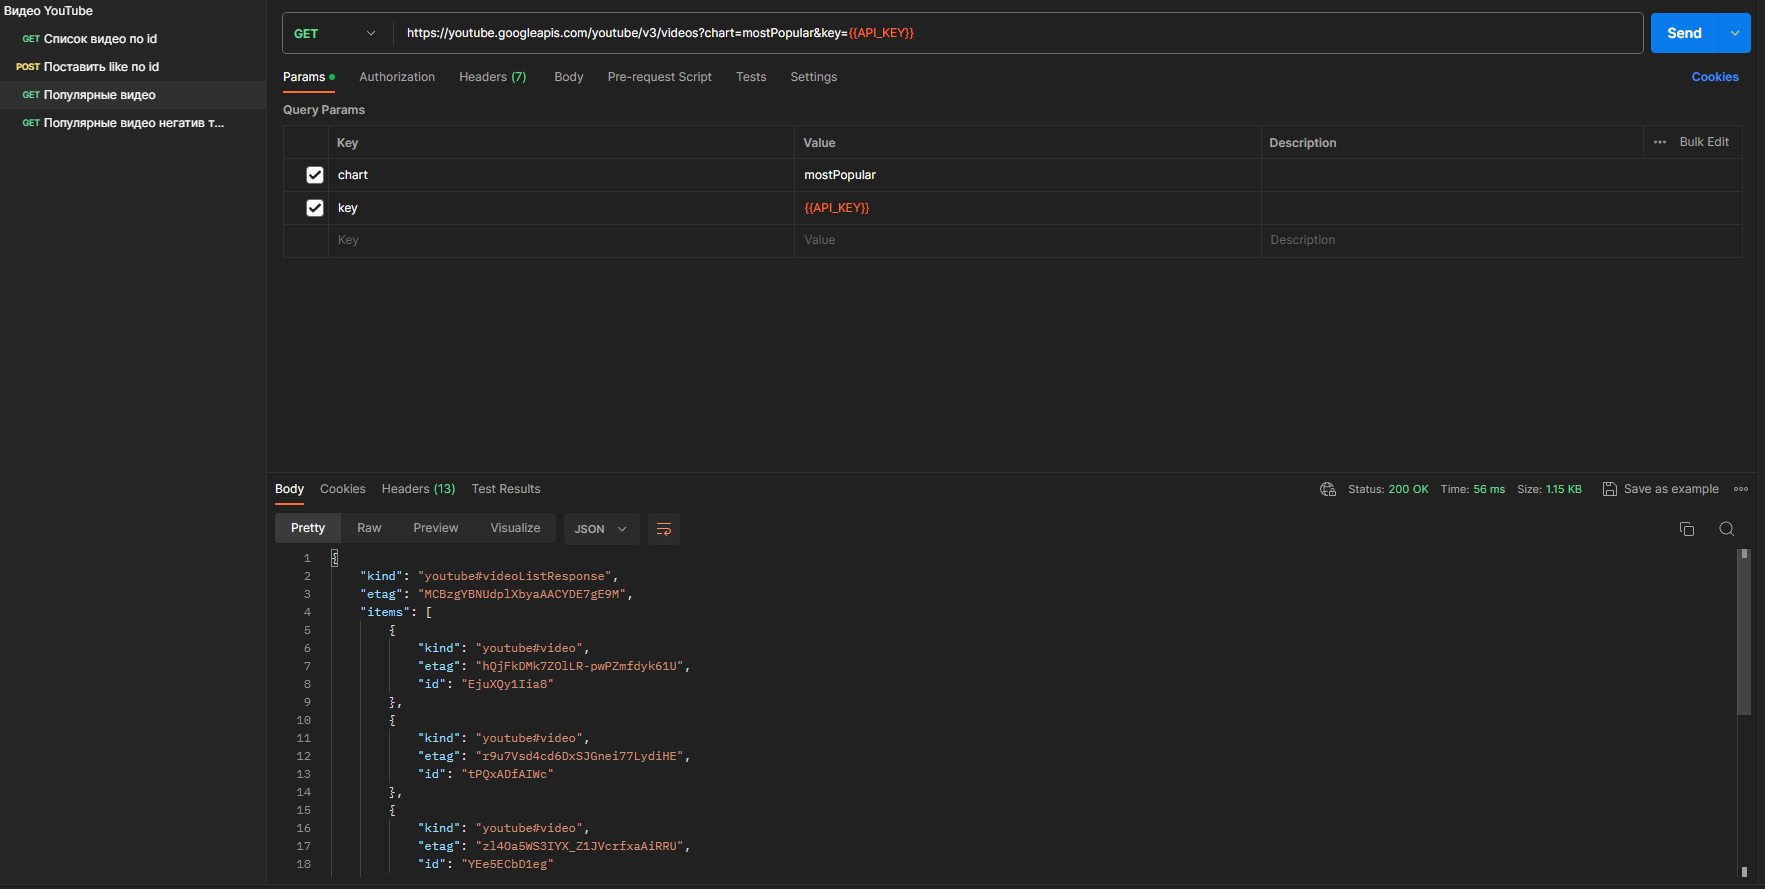 Видео YouTube
GET Список видео по id
POST Поставить like по id
GET Популярные видео
GET Популярные видео негатив т...
GET https://youtube.googleapis.com/youtube/v3/videos?chart=mostPopular&key={{API_KEY}} Send
Params Authorization Headers (7) Body Pre-request Script Tests Settings Cookies
Query Params
Key Value Description ••• Bulk Edit
chart mostPopular
key {{API_KEY}}
Key Value Description
Body Cookies Headers (13) Test Results Status: 200 OK Time: 56 ms Size: 1.15 KB Save as example
Pretty Raw Preview Visualize JSON
1 {
2 "kind": "youtube#videoListResponse",
3 "etag": "MCBzgYBNUdplXbyaAACYDE7gE9M",
4 "items": [
5 {
6 "kind": "youtube#video",
7 "etag": "hQjFkDMk7ZOlLR-pwPZmfdyk61U",
8 "id": "EjuXQy1Iia8"
9 },
10 {
11 "kind": "youtube#video",
12 "etag": "r9u7Vsd4cd6DxSJGnei77LydiHE",
13 "id": "tPQxADfAIWc"
14 },
15 {
16 "kind": "youtube#video",
17 "etag": "zl4Oa5WS3IYX_Z1JVcrfxaAiRRU",
18 "id": "YEe5ECbD1eg"